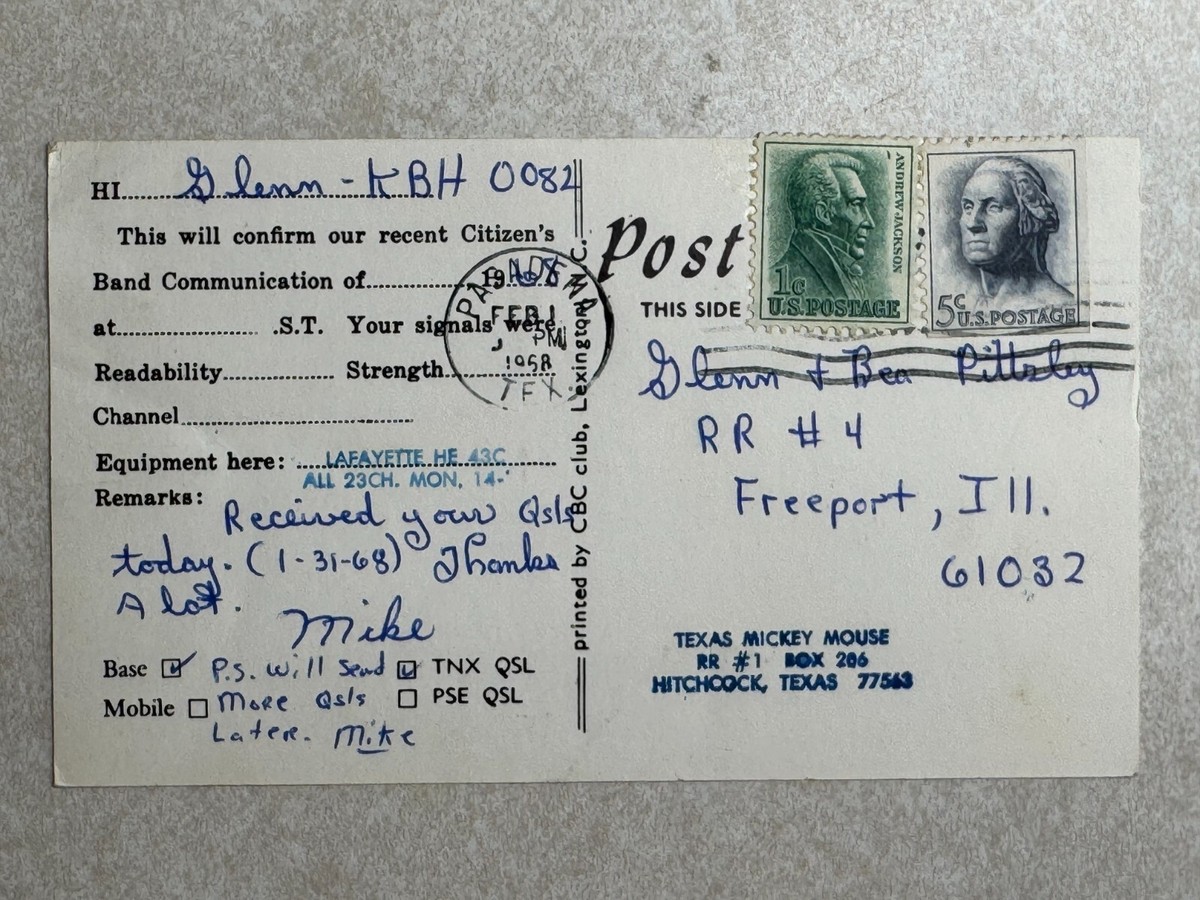 HI Glenn - KBH 0082
This will confirm our recent Citizen's
Band Communication of 1968
at .S.T. Your signals were
Readability Strength
Channel
Equipment here: LAFAYETTE HE 43C
ALL 23CH. MON, 14-
Remarks:
Received your Qsls
today. (1-31-68) Thanks
A lot.
Mike
Base P.S. Will Send TNX QSL
Mobile More Qsls PSE QSL
Later. Mike
PASADENA
FEB 1
PM
1968
TEX
printed by CBC club, Lexington, N.C.
Post
THIS SIDE
1c
U.S. POSTAGE
ANDREW JACKSON
5c
U.S. POSTAGE
Glenn + Bea Pittsley
RR #4
Freeport, Ill.
61032
TEXAS MICKEY MOUSE
RR #1 BOX 206
HITCHCOCK, TEXAS 77563